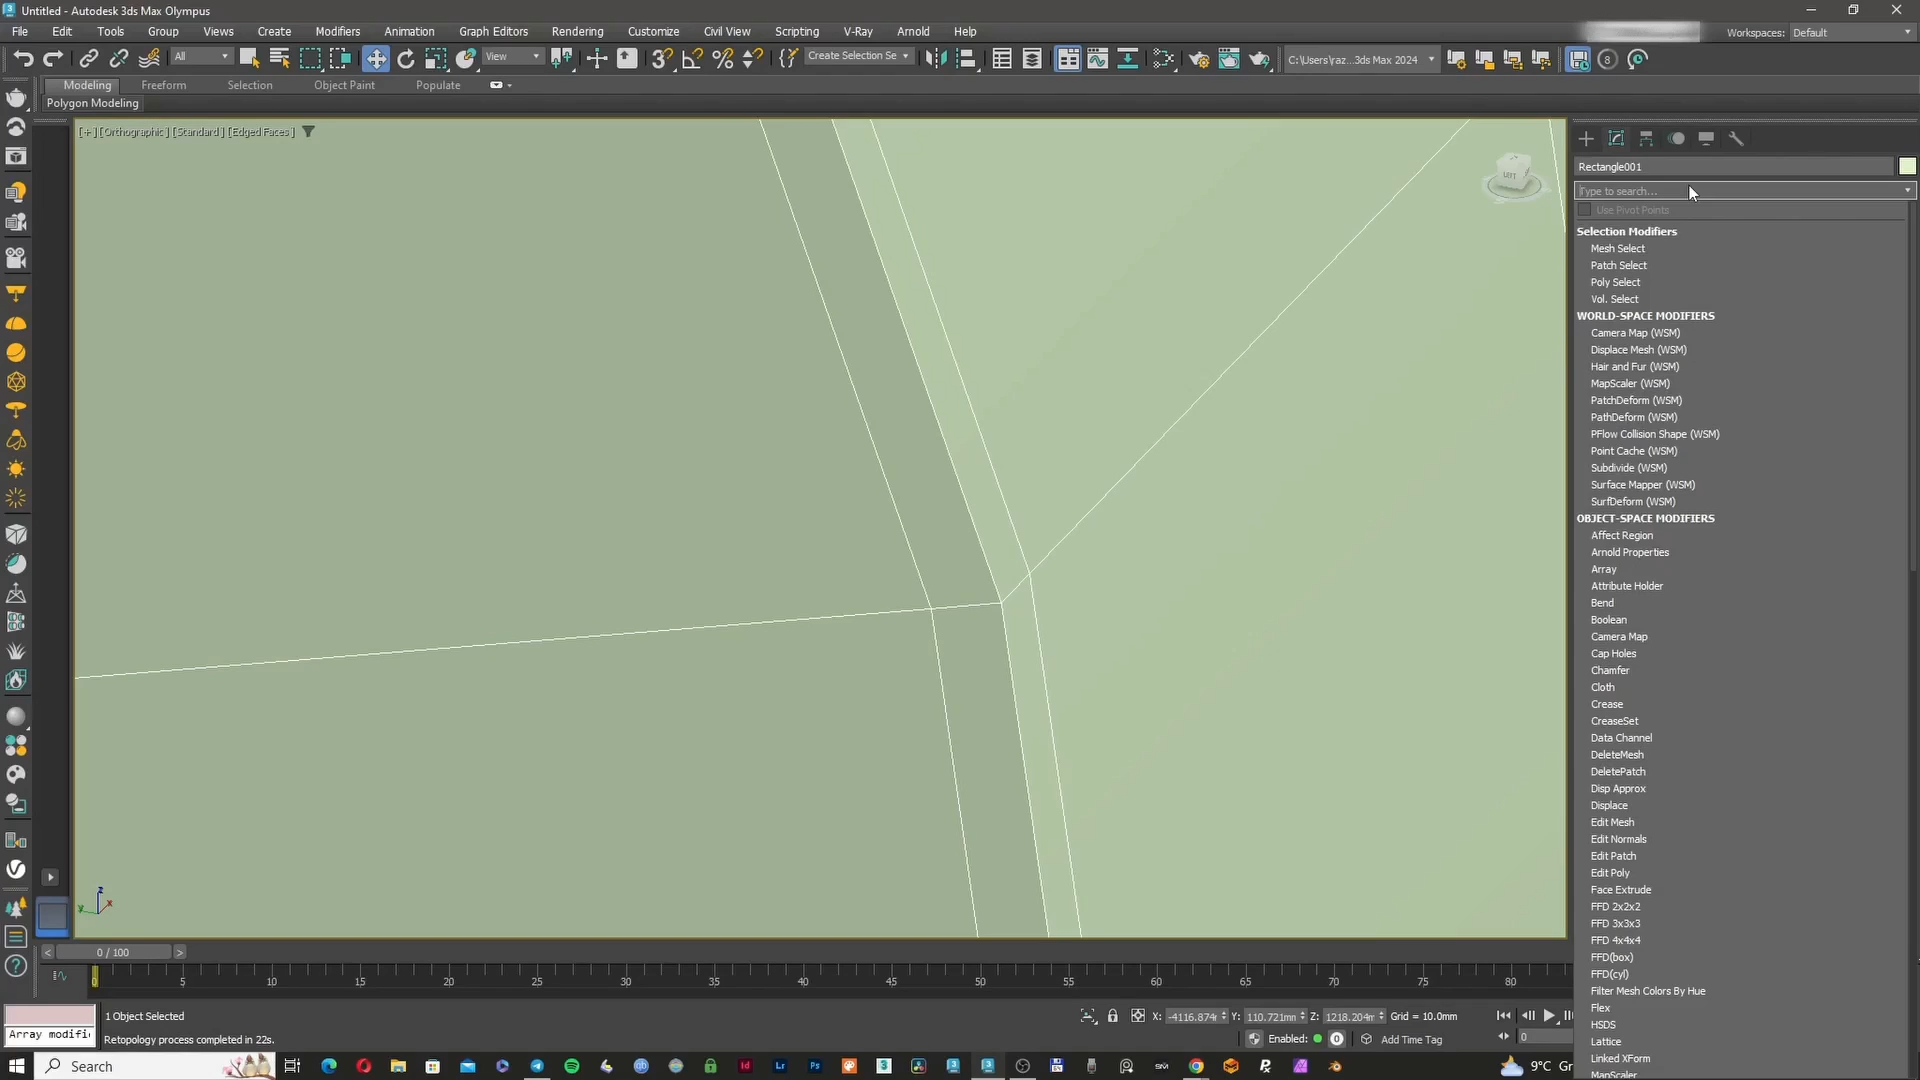 Untitled - Autodesk 3ds Max Olympus
File Edit Tools Group Views Create Modifiers Animation Graph Editors Rendering Customize Civil View Scripting V-Ray Arnold Help
Workspaces: Default
All View Create Selection Se C:\Users\raz...3ds Max 2024
Modeling Freeform Selection Object Paint Populate
Polygon Modeling
[+] [Orthographic] [Standard] [Edged Faces]
Rectangle001
Type to search...
Use Pivot Points
Selection Modifiers
Mesh Select
Patch Select
Poly Select
Vol. Select
WORLD-SPACE MODIFIERS
Camera Map (WSM)
Displace Mesh (WSM)
Hair and Fur (WSM)
MapScaler (WSM)
PatchDeform (WSM)
PathDeform (WSM)
PFlow Collision Shape (WSM)
Point Cache (WSM)
Subdivide (WSM)
Surface Mapper (WSM)
SurfDeform (WSM)
OBJECT-SPACE MODIFIERS
Affect Region
Arnold Properties
Array
Attribute Holder
Bend
Boolean
Camera Map
Cap Holes
Chamfer
Cloth
Crease
CreaseSet
Data Channel
DeleteMesh
DeletePatch
Disp Approx
Displace
Edit Mesh
Edit Normals
Edit Patch
Edit Poly
Face Extrude
FFD 2x2x2
FFD 3x3x3
FFD 4x4x4
FFD(box)
FFD(cyl)
Filter Mesh Colors By Hue
Flex
HSDS
Lattice
Linked XForm
MapScaler
z
y x
< 0 / 100 >
0 5 10 15 20 25 30 35 40 45 50 55 60 65 70 75 80
1 Object Selected
X: -4116.874m Y: 110.721mm Z: 1218.204m Grid = 10.0mm
Array modifi
Retopology process completed in 22s.
Enabled: 0 Add Time Tag 0
Search
9°C Gr